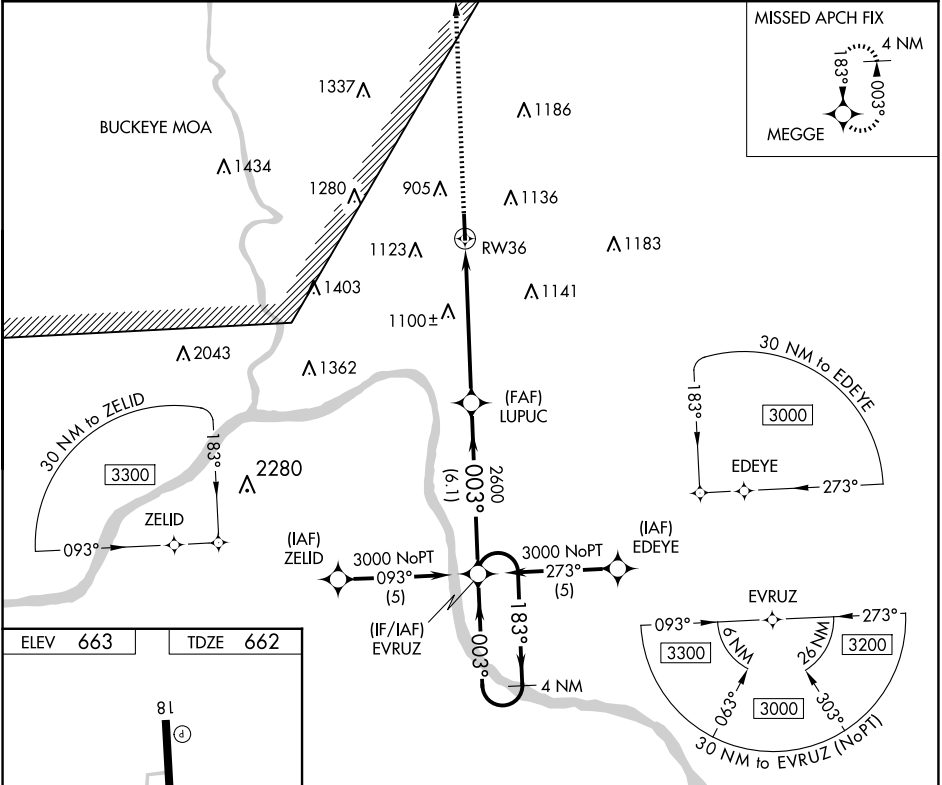 MISSED APCH FIX
4 NM
183°
003°
MEGGE
1337
1186
BUCKEYE MOA
1434
1280
905
1136
1123
RW36
1183
1403
1141
1100±
2043
1362
(FAF)
LUPUC
30 NM to ZELID
183°
3300
ZELID
093°
2280
30 NM to EDEYE
183°
3000
EDEYE
273°
2600
003°
(6.1)
(IAF)
ZELID
3000 NoPT
093°
(5)
3000 NoPT
273°
(5)
(IAF)
EDEYE
(IF/IAF)
EVRUZ
003°
183°
4 NM
EVRUZ
093°
273°
6 NM
26 NM
3300
3200
063°
3000
303°
30 NM to EVRUZ (NoPT)
ELEV 663
TDZE 662
18
P